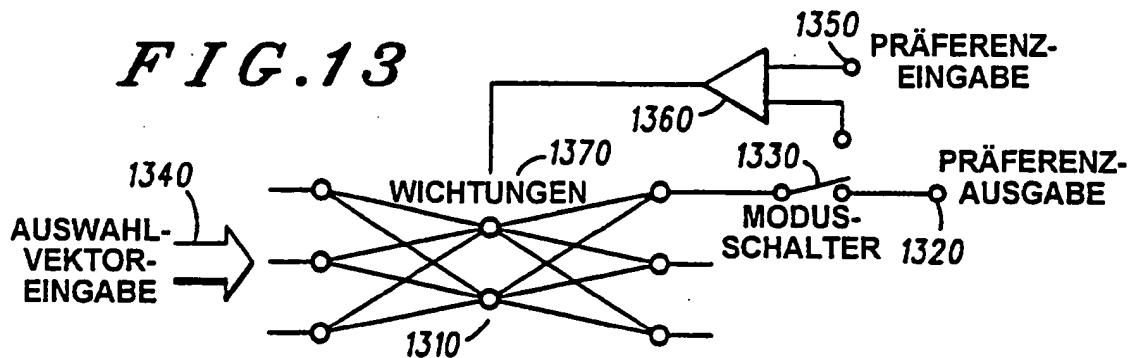 FIG.13
1350
PRÄFERENZ-
EINGABE
1360
1340
1370
WICHTUNGEN
1330
PRÄFERENZ-
AUSGABE
AUSWAHL-
VEKTOR-
EINGABE
MODUS-
SCHALTER
1320
1310